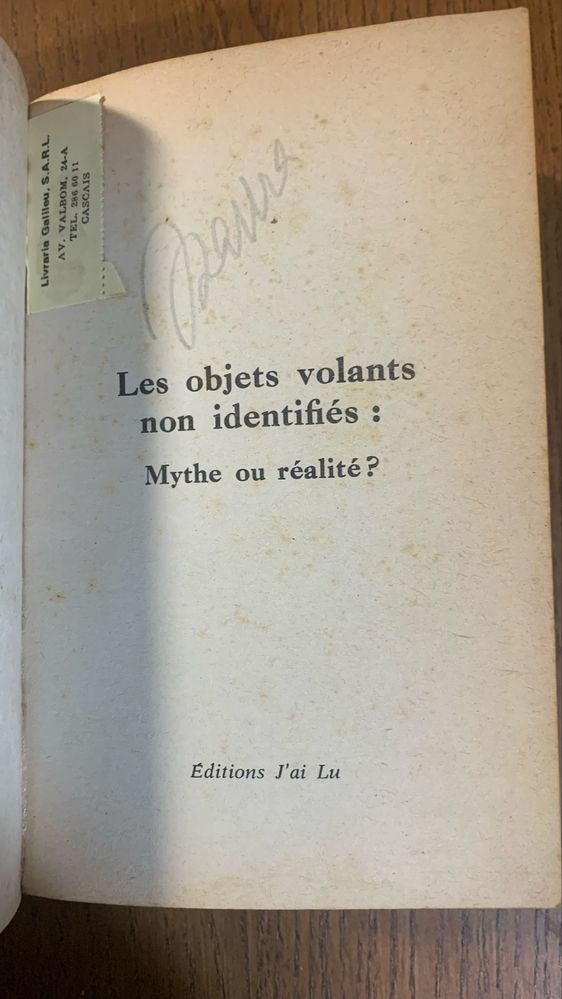 Livraria Galileu, S.A.R.L.
AV. VALBOM, 24-A
TEL. 286 60 11
CASCAIS
Les objets volants
non identifiés :
Mythe ou réalité ?
Éditions J'ai Lu